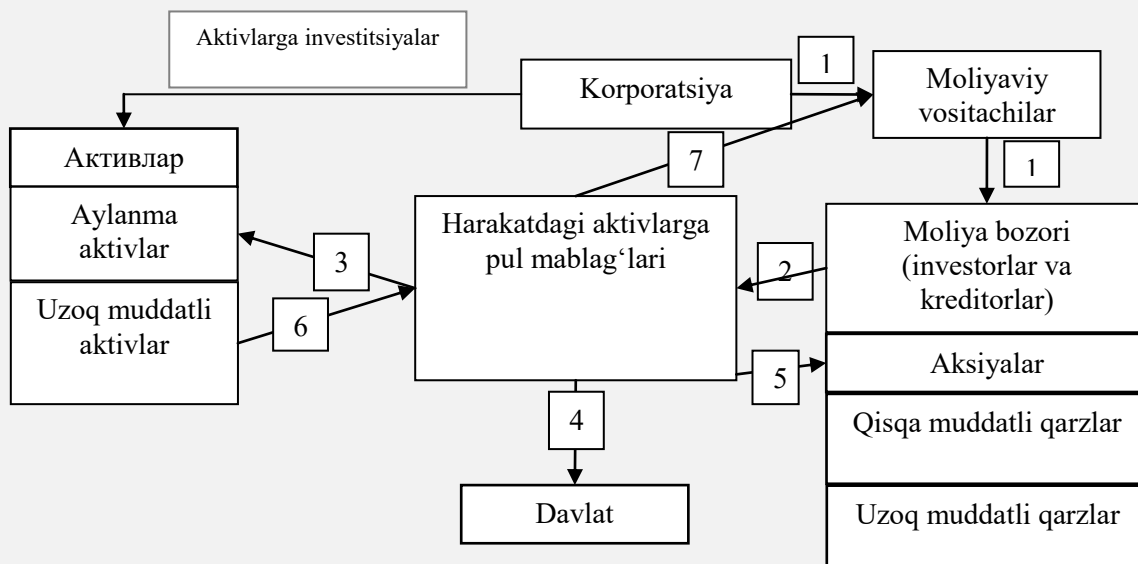 Aktivlarga investitsiyalar
1
Korporatsiya
Moliyaviy
vositachilar
Активлар
7
1
Aylanma
aktivlar
Harakatdagi aktivlarga
pul mablag‘lari
Moliya bozori
(investorlar va
kreditorlar)
3
2
Uzoq muddatli
aktivlar
6
5
Aksiyalar
4
Qisqa muddatli qarzlar
Davlat
Uzoq muddatli qarzlar